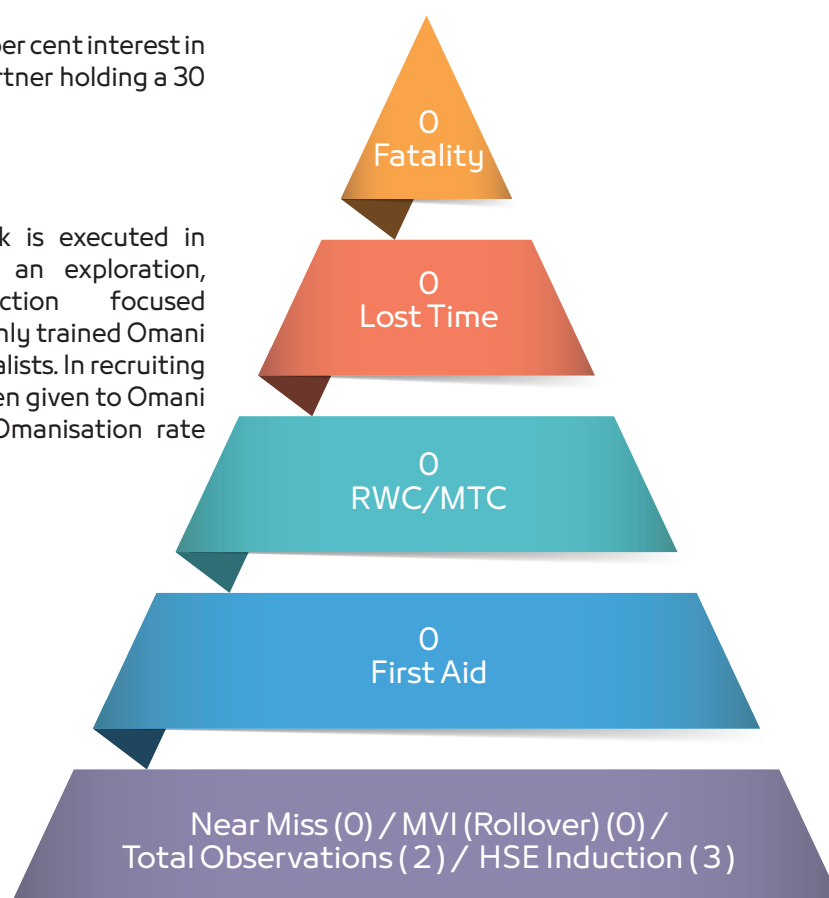 per cent interest in
rtner holding a 30
k is executed in
an exploration,
ction focused
nly trained Omani
alists. In recruiting
en given to Omani
Omanisation rate
0
Fatality
0
Lost Time
0
RWC/MTC
0
First Aid
Near Miss (0) / MVI (Rollover) (0) /
Total Observations ( 2 ) / HSE Induction ( 3 )